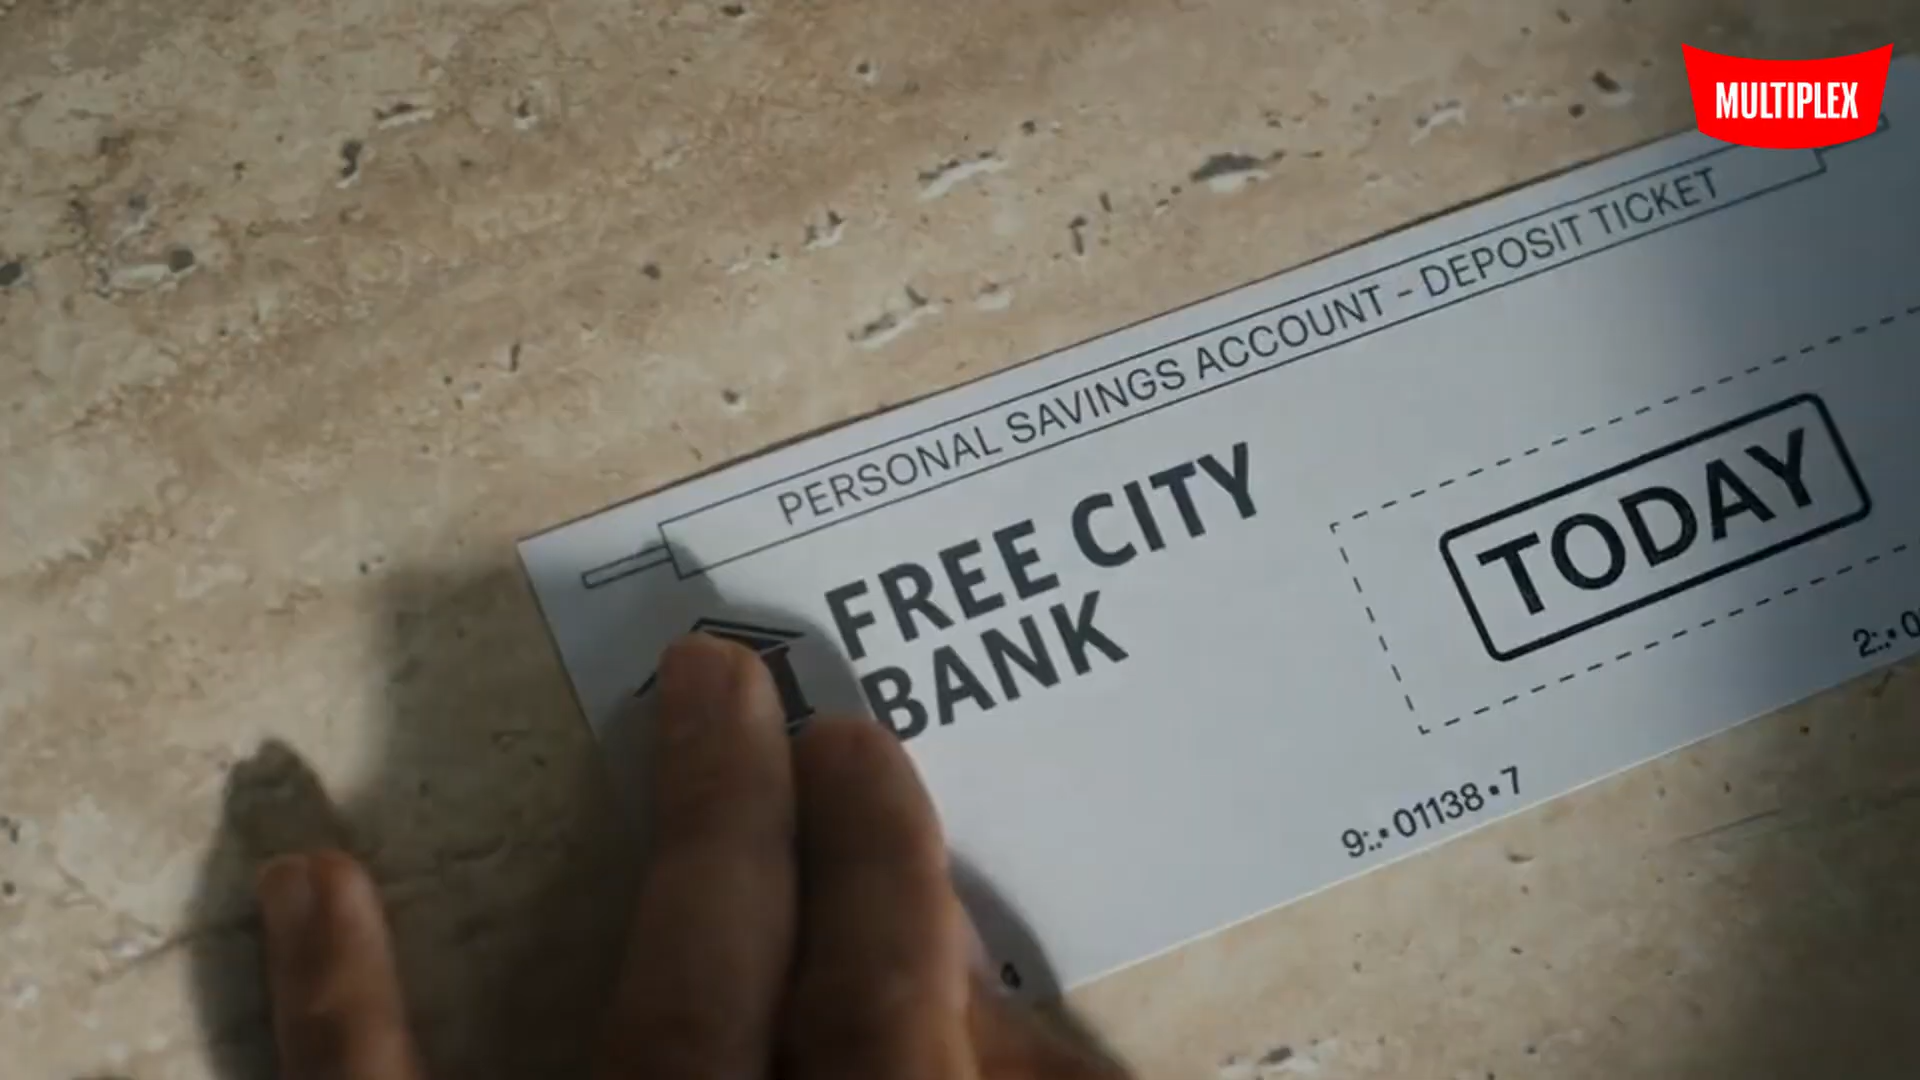 MULTIPLEX
PERSONAL SAVINGS ACCOUNT - DEPOSIT TICKET
FREE CITY
BANK
TODAY
9:.•01138•7